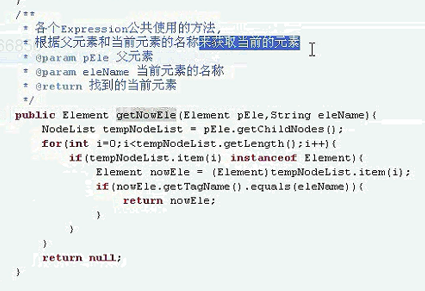 /**
* 各个Expression公共使用的方法,
* 根据父元素和当前元素的名称来获取当前的元素
* @param pEle 父元素
* @param eleName 当前元素的名称
* @return 找到的当前元素
*/
public Element getNowEle(Element pEle,String eleName){
NodeList tempNodeList = pEle.getChildNodes();
for(int i=0;i<tempNodeList.getLength();i++){
if(tempNodeList.item(i) instanceof Element){
Element nowEle = (Element)tempNodeList.item(i);
if(nowEle.getTagName().equals(eleName)){
return nowEle;
}
}
}
return null;
}